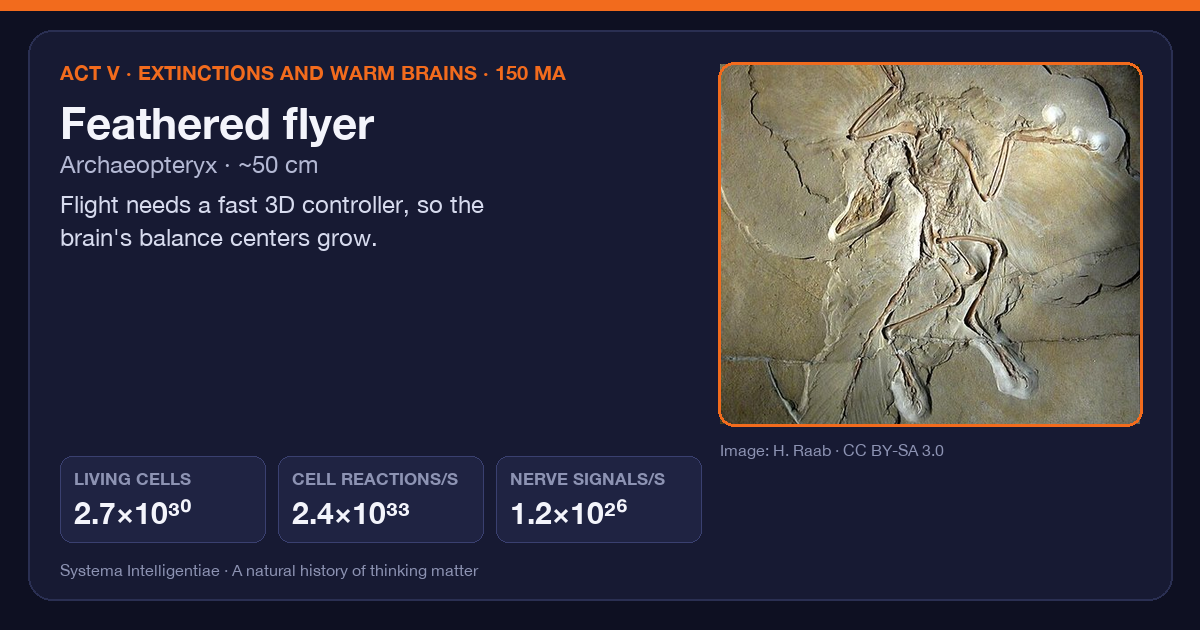 ACT V · EXTINCTIONS AND WARM BRAINS · 150 MA
Feathered flyer
Archaeopteryx · ~50 cm
Flight needs a fast 3D controller, so the
brain's balance centers grow.
Image: H. Raab · CC BY-SA 3.0
LIVING CELLS
2.7×10³⁰
CELL REACTIONS/S
2.4×10³³
NERVE SIGNALS/S
1.2×10²⁶
Systema Intelligentiae · A natural history of thinking matter